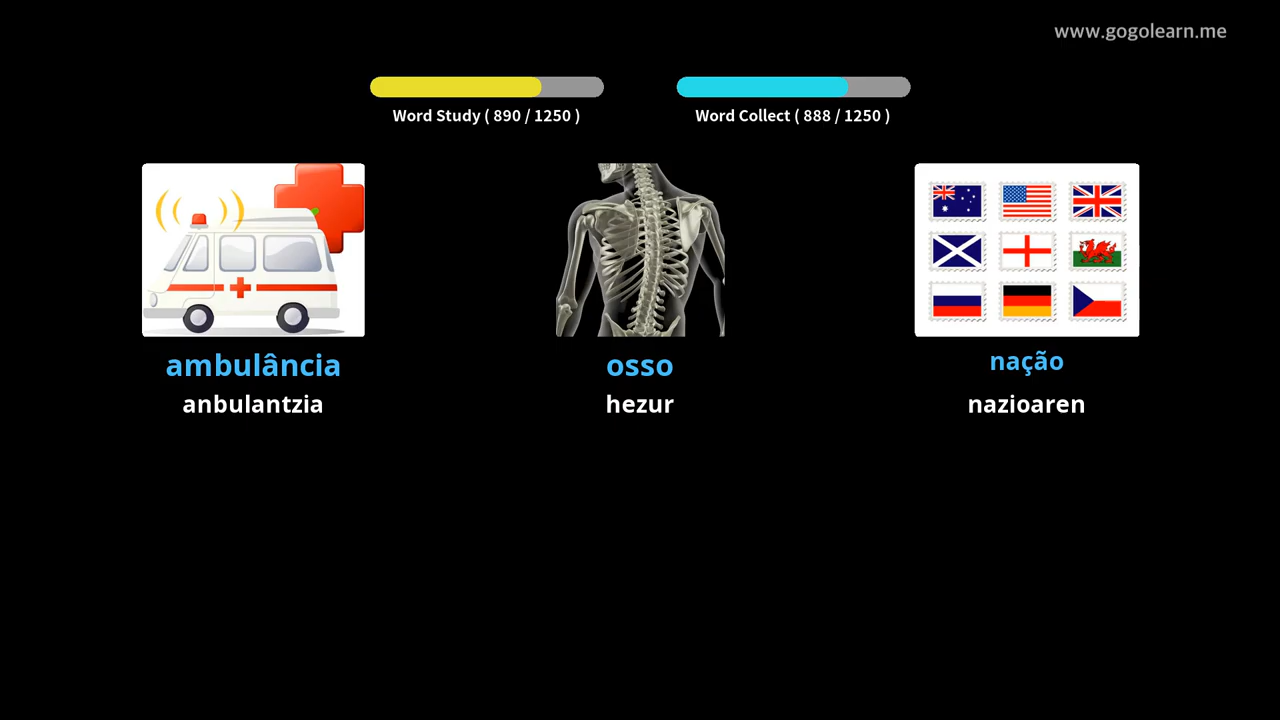 www.gogolearn.me
Word Study ( 890 / 1250 )
Word Collect ( 888 / 1250 )
ambulância
osso
nação
anbulantzia
hezur
nazioaren